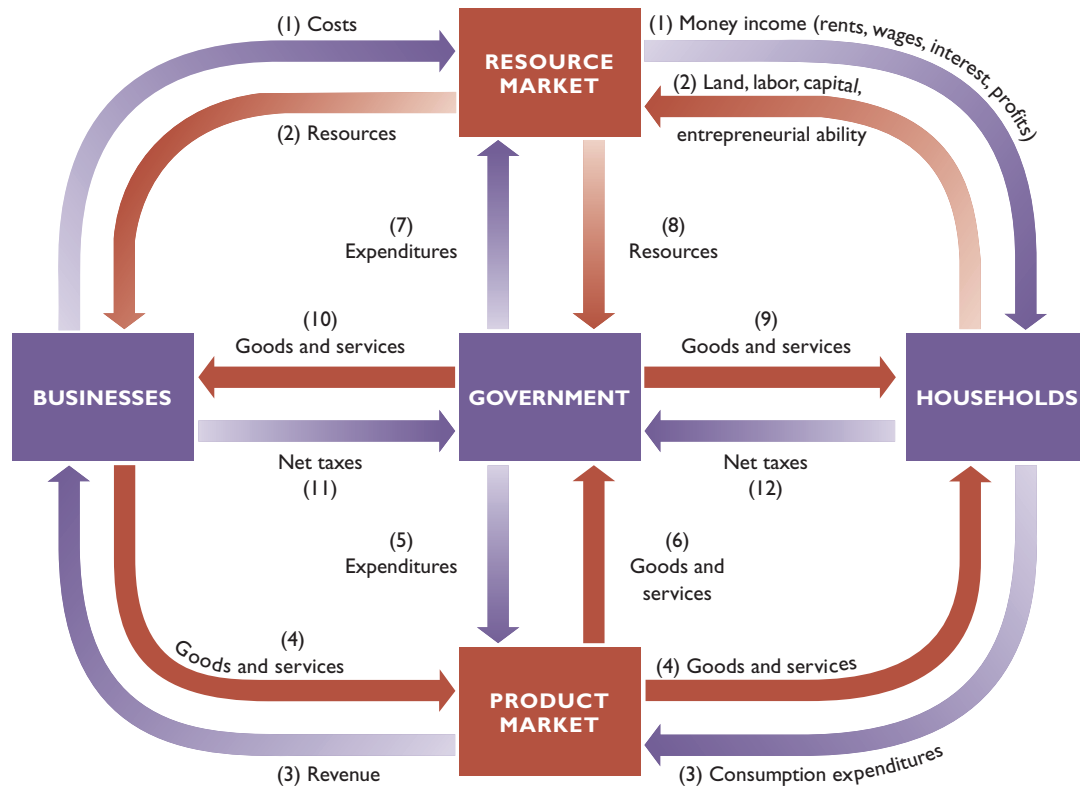 (1) Costs
(1) Money income (rents, wages, interest, profits)
RESOURCE
MARKET
(2) Land, labor, capital,
entrepreneurial ability
(2) Resources
(7)
Expenditures
(8)
Resources
(10)
Goods and services
(9)
Goods and services
BUSINESSES
GOVERNMENT
HOUSEHOLDS
Net taxes
(11)
Net taxes
(12)
(5)
Expenditures
(6)
Goods and
services
(4)
Goods and services
(4) Goods and services
PRODUCT
MARKET
(3) Revenue
(3) Consumption expenditures